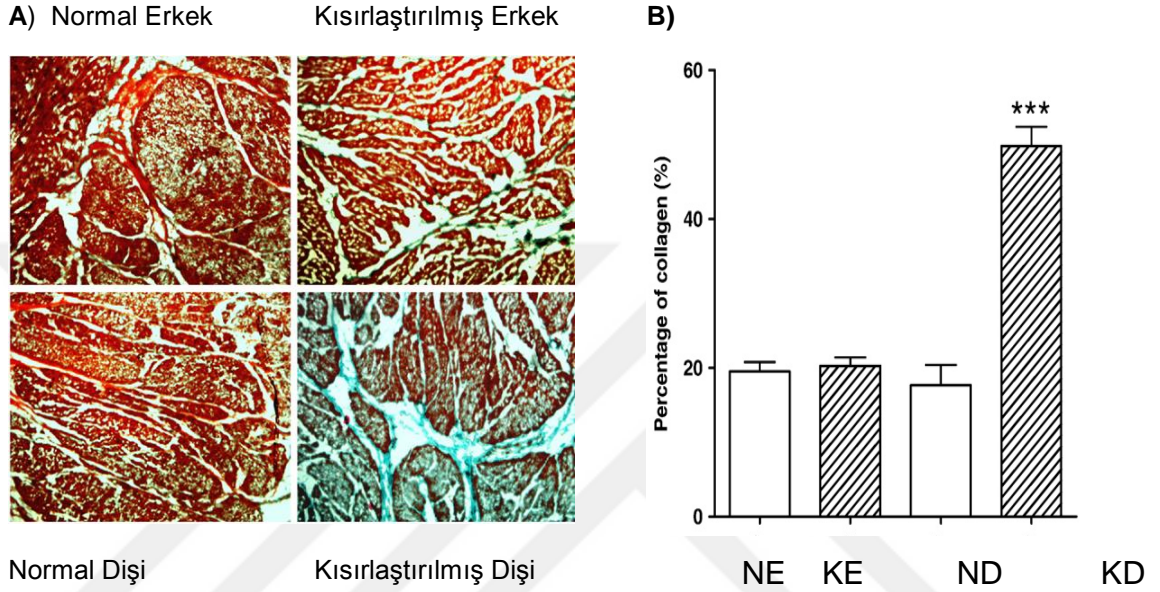 A) Normal Erkek
Kısırlaştırılmış Erkek
Normal Dişi
Kısırlaştırılmış Dişi
B)
Percentage of collagen (%)
60
40
20
0
***
NE KE ND KD